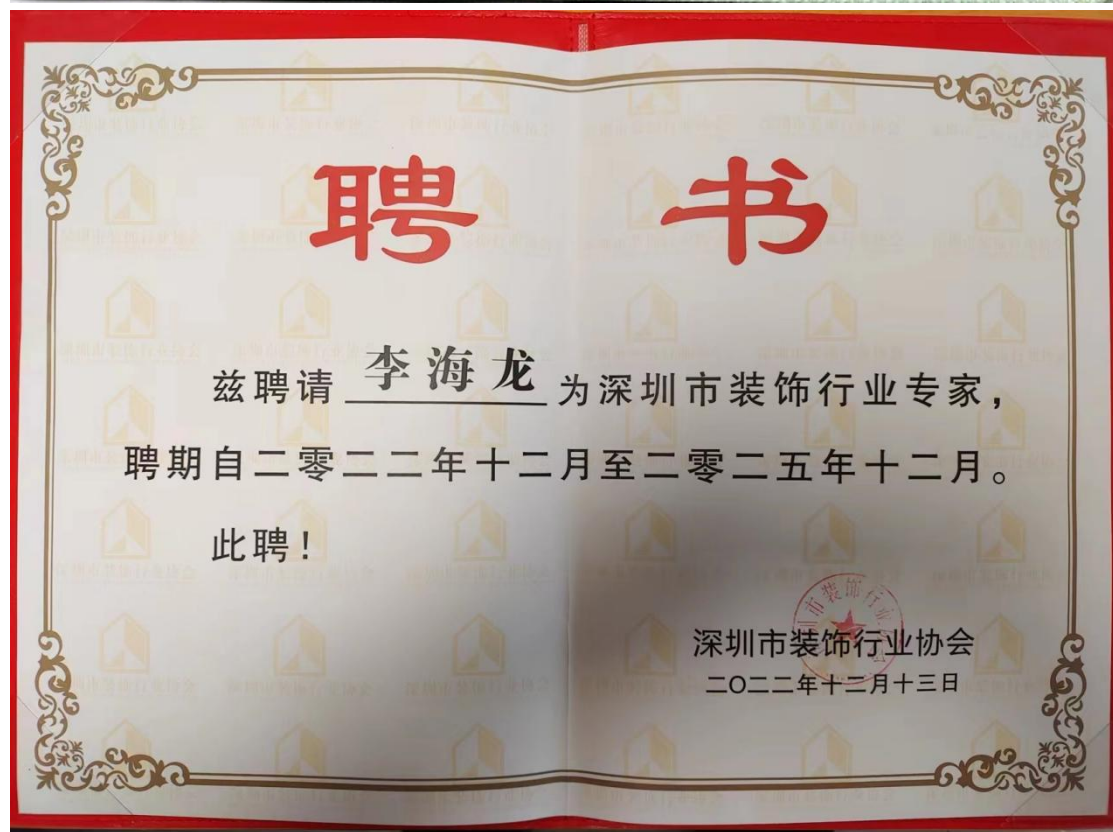 聘 书
兹聘请 李海龙 为深圳市装饰行业专家，
聘期自二零二二年十二月至二零二五年十二月。
此聘！
深圳市装饰行业协会
二〇二二年十二月十三日